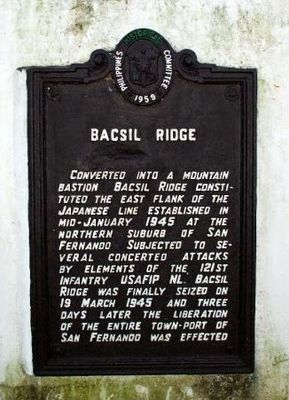 PHILIPPINES HISTORICAL COMMITTEE
1959
BACSIL RIDGE
CONVERTED INTO A MOUNTAIN
BASTION BACSIL RIDGE CONSTI-
TUTED THE EAST FLANK OF THE
JAPANESE LINE ESTABLISHED IN
MID-JANUARY 1945 AT THE
NORTHERN SUBURB OF SAN
FERNANDO SUBJECTED TO SE-
VERAL CONCERTED ATTACKS
BY ELEMENTS OF THE 121ST
INFANTRY USAFIP NL. BACSIL
RIDGE WAS FINALLY SEIZED ON
19 MARCH 1945 AND THREE
DAYS LATER THE LIBERATION
OF THE ENTIRE TOWN-PORT OF
SAN FERNANDO WAS EFFECTED